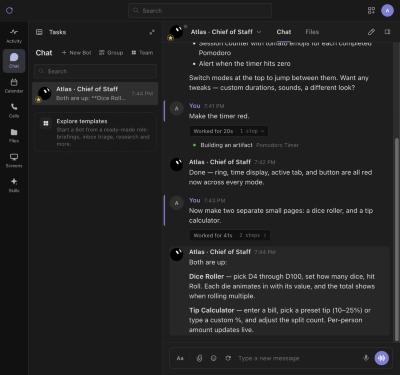 Search
A
Activity
Chat
Calendar
Calls
Files
Screens
Skills
Tasks
Chat
+ New Bot
Group
Team
Search
Atlas · Chief of Staff
7:44 PM
Both are up: **Dice Roll...
Explore templates
Start a Bot from a ready-made role-
briefings, inbox triage, research and
more.
Atlas · Chief of Staff
Chat
Files
Session counter with tomato emojis for each completed
Pomodoro
• Alert when the timer hits zero
Switch modes at the top to jump between them. Want any
tweaks — custom durations, sounds, a different look?
A
You 7:41 PM
Make the timer red.
Worked for 20s 1 step
Building an artifact Pomodoro Timer
Atlas · Chief of Staff 7:42 PM
Done — ring, time display, active tab, and button are all red
now across every mode.
A
You 7:43 PM
Now make two separate small pages: a dice roller, and a tip
calculator.
Worked for 41s 2 steps
Atlas · Chief of Staff 7:44 PM
Both are up:
Dice Roller — pick D4 through D100, set how many dice, hit
Roll. Each die animates in with its value, and the total shows
when rolling multiple.
Tip Calculator — enter a bill, pick a preset tip (10–25%) or
type a custom %, and adjust the split count. Per-person
amount updates live.
Aa
Type a new message